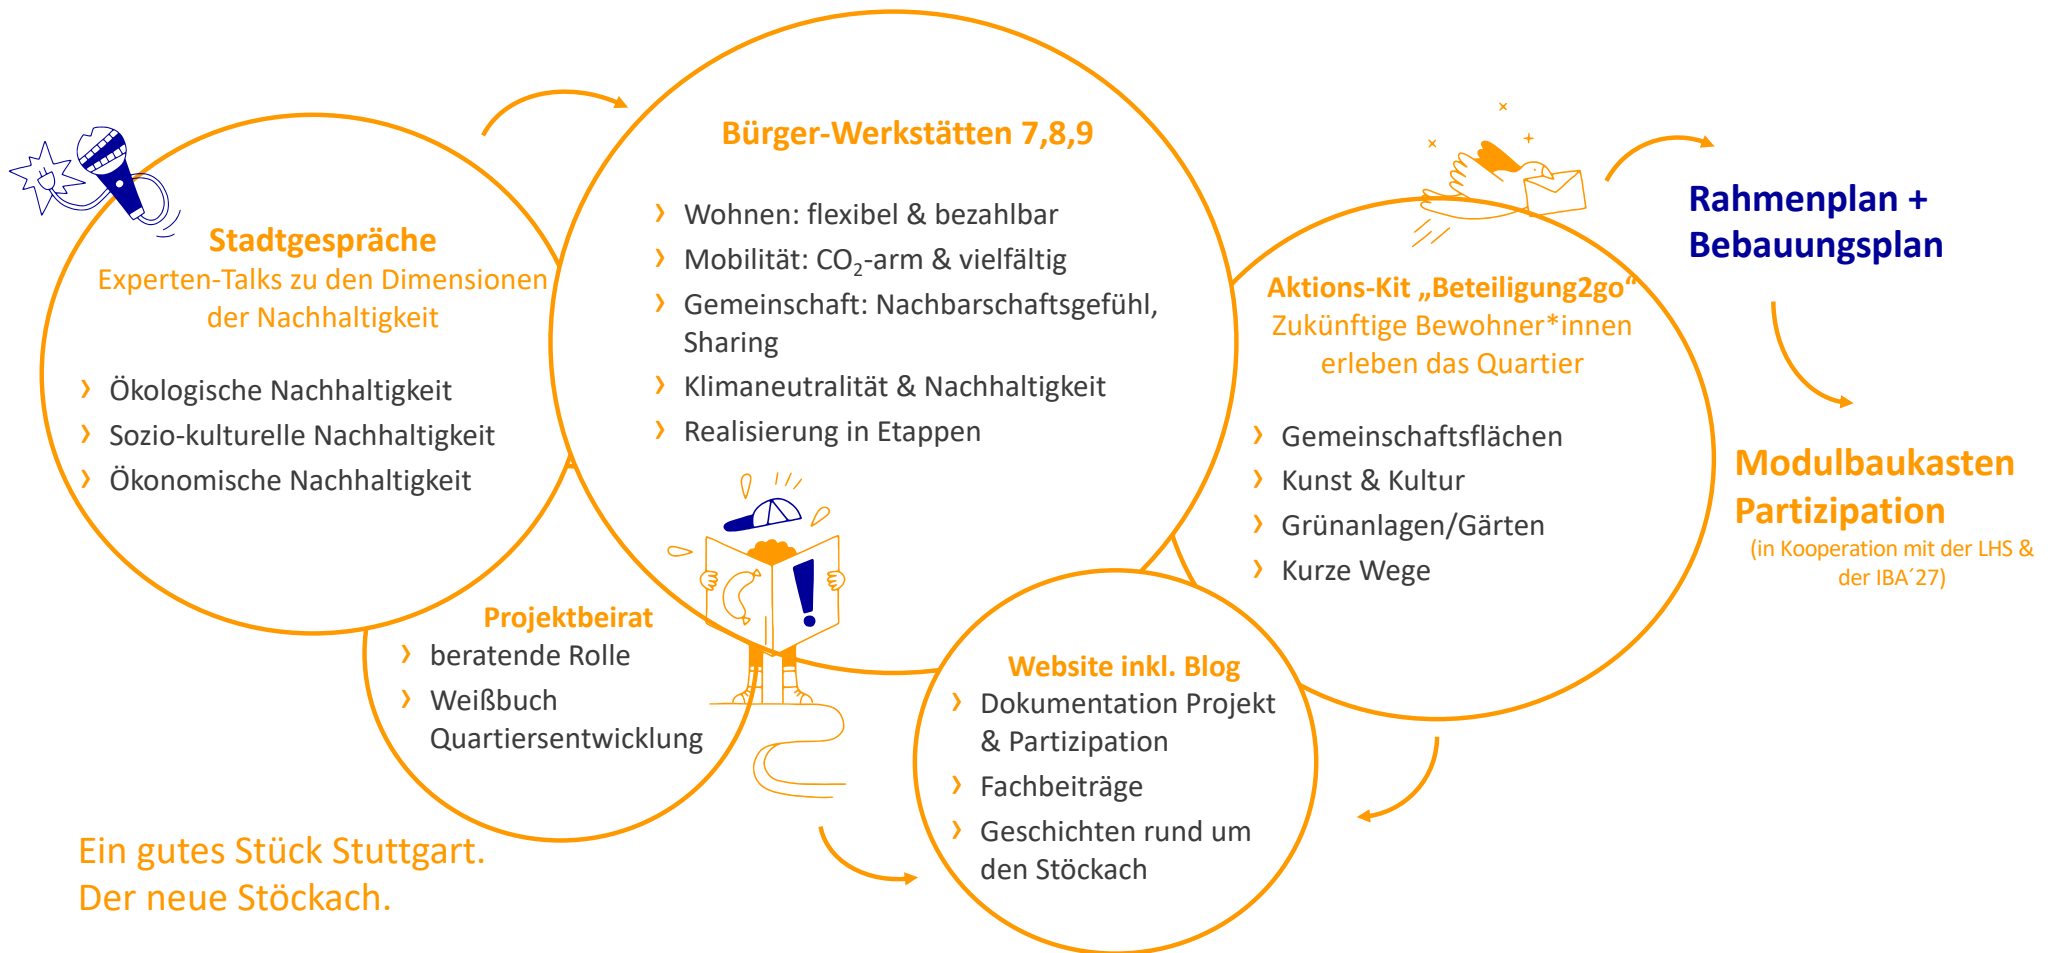 Stadtgespräche
Experten-Talks zu den Dimensionen
der Nachhaltigkeit
› Ökologische Nachhaltigkeit
› Sozio-kulturelle Nachhaltigkeit
› Ökonomische Nachhaltigkeit
Bürger-Werkstätten 7,8,9
› Wohnen: flexibel & bezahlbar
› Mobilität: CO₂-arm & vielfältig
› Gemeinschaft: Nachbarschaftsgefühl,
Sharing
› Klimaneutralität & Nachhaltigkeit
› Realisierung in Etappen
Aktions-Kit „Beteiligung2go“
Zukünftige Bewohner*innen
erleben das Quartier
› Gemeinschaftsflächen
› Kunst & Kultur
› Grünanlagen/Gärten
› Kurze Wege
Rahmenplan +
Bebauungsplan
Modulbaukasten
Partizipation
(in Kooperation mit der LHS &
der IBA´27)
Projektbeirat
› beratende Rolle
› Weißbuch
Quartiersentwicklung
Website inkl. Blog
› Dokumentation Projekt
& Partizipation
› Fachbeiträge
› Geschichten rund um
den Stöckach
Ein gutes Stück Stuttgart.
Der neue Stöckach.